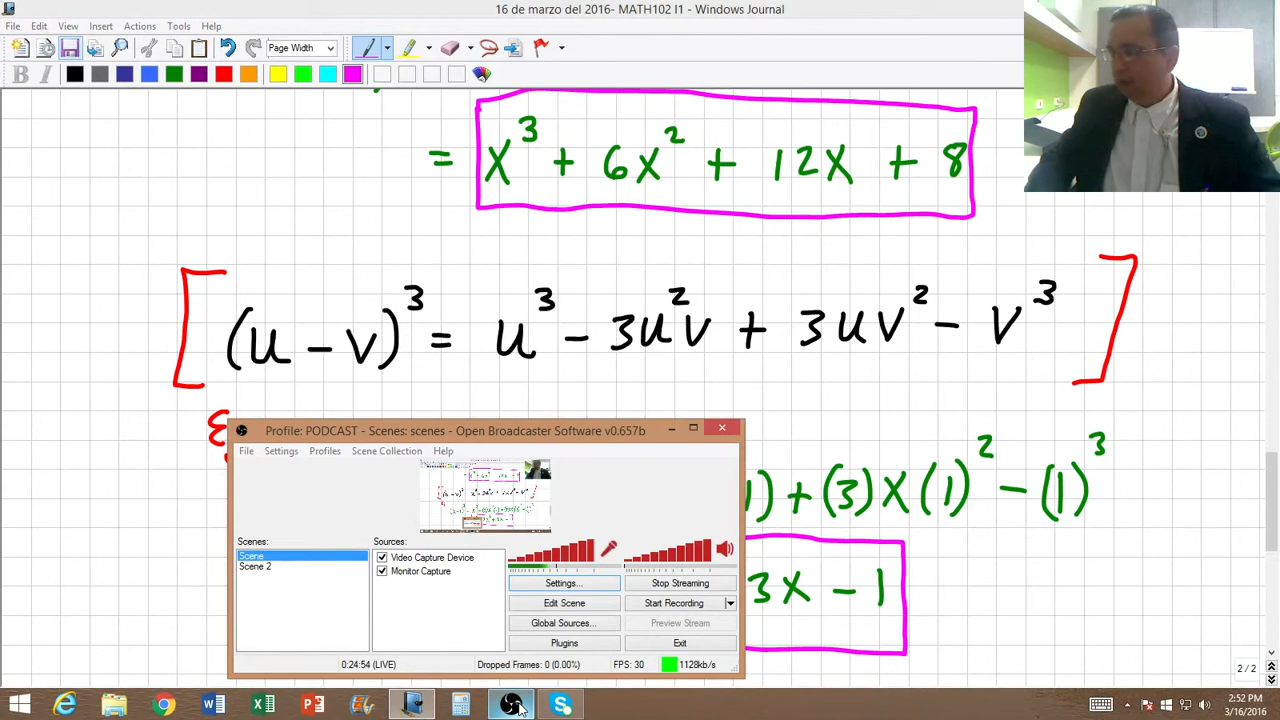 16 de marzo del 2016- MATH102 I1 - Windows Journal
File Edit View Insert Actions Tools Help
Page Width
B I
= x³ + 6x² + 12x + 8
(u - v)³ = u³ - 3u²v + 3uv² - v³
Profile: PODCAST - Scenes: scenes - Open Broadcaster Software v0.657b
File Settings Profiles Scene Collection Help
1) + (3)x(1)² - (1)³
Scenes: Sources:
Scene Video Capture Device
Scene 2 Monitor Capture
Settings... Stop Streaming
3x - 1
Edit Scene Start Recording
Global Sources... Preview Stream
Plugins Exit
0:24:54 (LIVE) Dropped Frames: 0 (0.00%) FPS: 30 1128kb/s
2 / 2
2:52 PM
3/16/2016